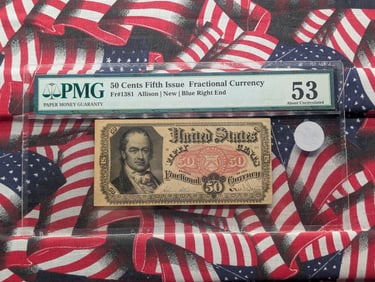 PMG
PAPER MONEY GUARANTY
50 Cents Fifth Issue Fractional Currency
Fr#1381 Allison | New | Blue Right End
53
About Uncirculated
United States
50
50
Fractional Currency
50